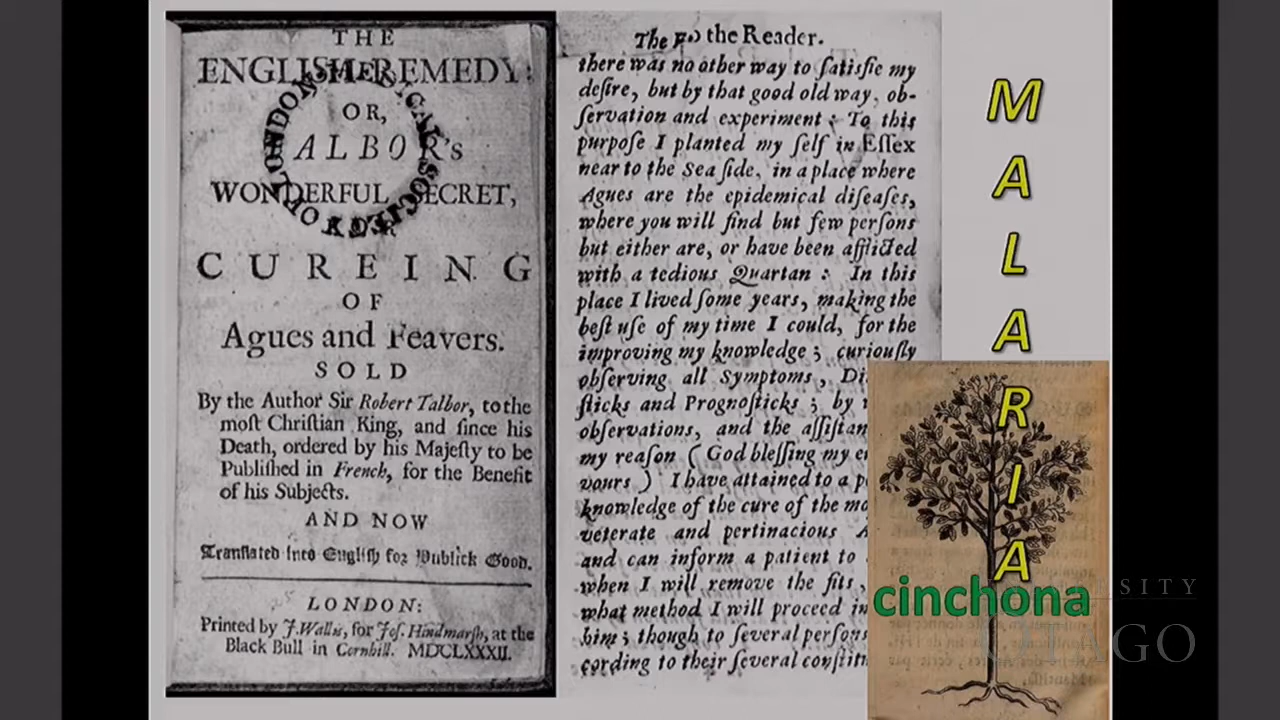 THE
ENGLISH REMEDY:
OR,
TALBOR's
WONDERFUL SECRET,
CUREING
OF
Agues and Feavers.
SOLD
By the Author Sir Robert Talbor, to the
moſt Chriſtian King, and ſince his
Death, ordered by his Majeſty to be
Publiſhed in French, for the Benefit
of his Subjects.
AND NOW
Tranſlated into Engliſh for Publick Good.
LONDON:
Printed by J. Wallis, for Joſ. Hindmarſh, at the
Black Bull in Cornhill. MDCLXXXII.
LONDON MEDICAL SOCIETY OF
the Reader.
there was no other way to ſatisfie my
deſire, but by that good old way, ob-
ſervation and experiment: To this
purpoſe I planted my ſelf in Eſſex
near to the Sea ſide, in a place where
Agues are the epidemical diſeaſes,
where you will find but few perſons
but either are, or have been afflicted
with a tedious Quartan: In this
place I lived ſome years, making the
beſt uſe of my time I could, for the
improving my knowledge; curiouſly
obſerving all Symptoms,
ſticks and Prognoſticks; by
obſervations, and the
my reaſon (God bleſſing my
vours) I have attained to a
knowledge of the cure of the
veterate and pertinacious
and can inform a patient to
when I will remove the fits,
what method I will proceed in
him; though to ſeveral
cording to their ſeveral
MALARIA
cinchona